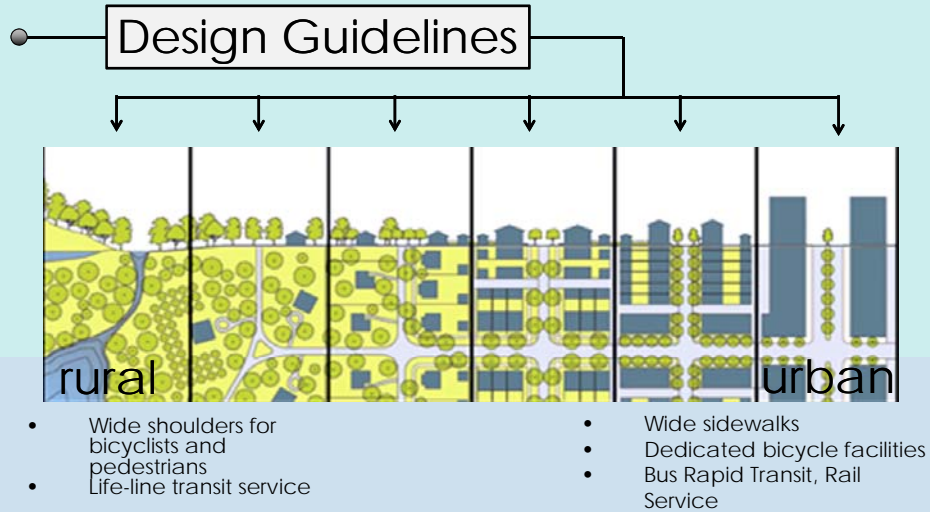 Design Guidelines
rural
urban
• Wide shoulders for
bicyclists and
pedestrians
• Life-line transit service
• Wide sidewalks
• Dedicated bicycle facilities
• Bus Rapid Transit, Rail
Service